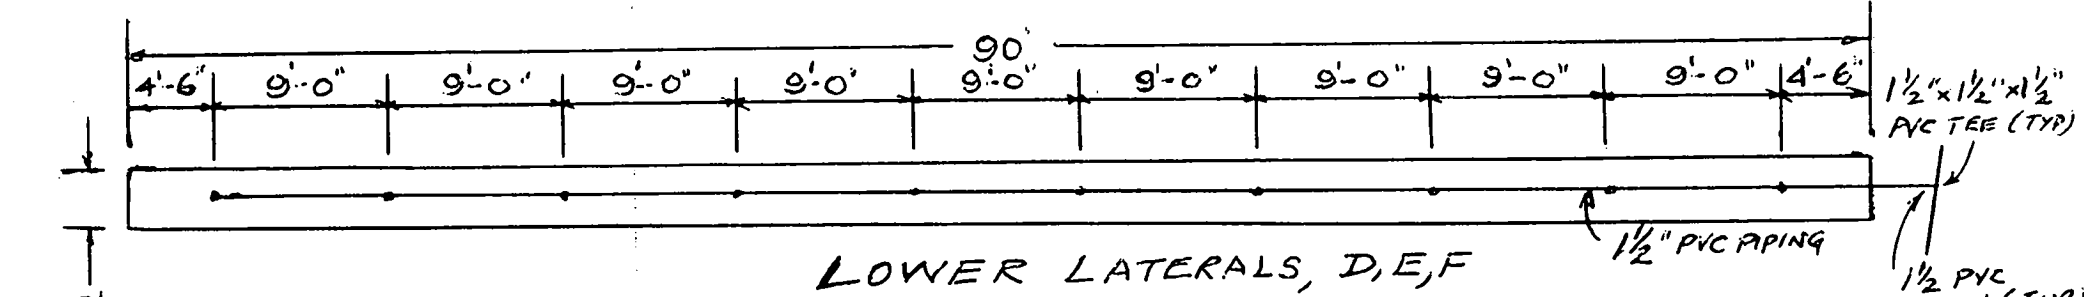 90'
4'-6" 9'-0" 9'-0" 9'-0" 9'-0" 9'-0" 9'-0" 9'-0" 9'-0" 9'-0" 4'-6"
1½"x1½"x1½"
PVC TEE (TYP)
1½" PVC PIPING
LOWER LATERALS, D,E,F
1½ PVC